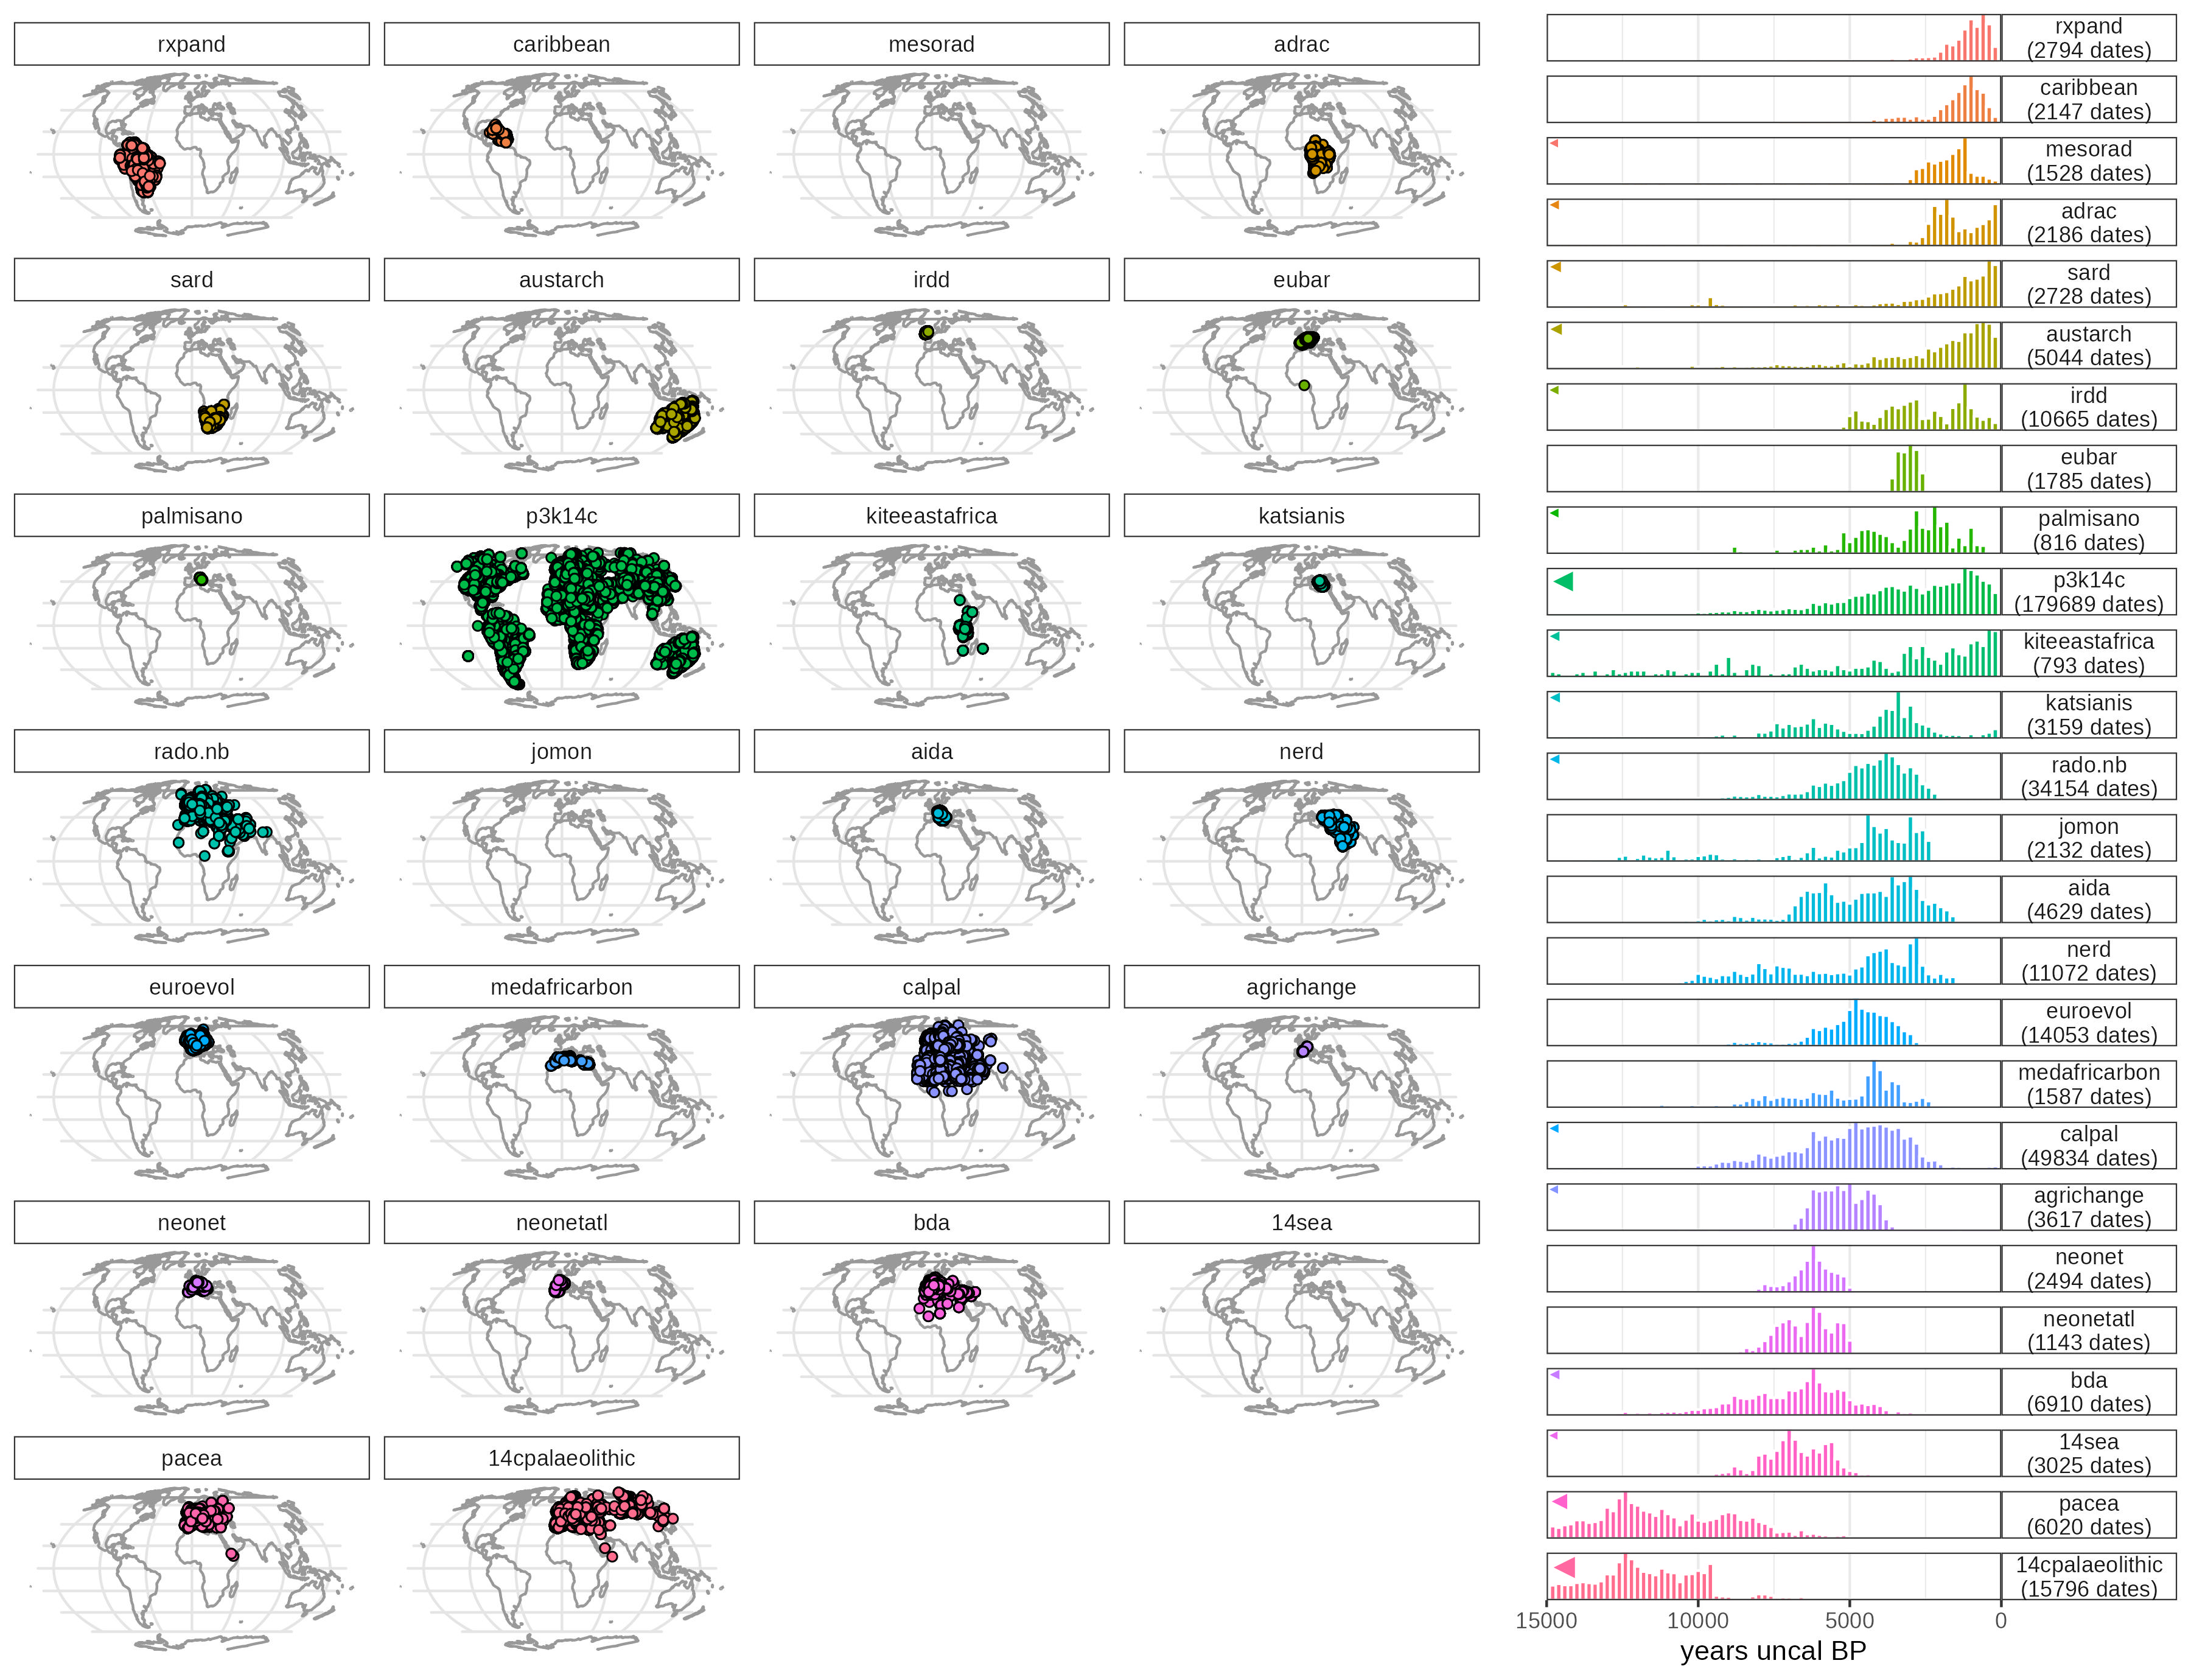 rxpand
caribbean
mesorad
adrac
sard
austarch
irdd
eubar
palmisano
p3k14c
kiteeastafrica
katsianis
rado.nb
jomon
aida
nerd
euroevol
medafricarbon
calpal
agrichange
neonet
neonetatl
bda
14sea
pacea
14cpalaeolithic
rxpand
(2794 dates)
caribbean
(2147 dates)
mesorad
(1528 dates)
adrac
(2186 dates)
sard
(2728 dates)
austarch
(5044 dates)
irdd
(10665 dates)
eubar
(1785 dates)
palmisano
(816 dates)
p3k14c
(179689 dates)
kiteeastafrica
(793 dates)
katsianis
(3159 dates)
rado.nb
(34154 dates)
jomon
(2132 dates)
aida
(4629 dates)
nerd
(11072 dates)
euroevol
(14053 dates)
medafricarbon
(1587 dates)
calpal
(49834 dates)
agrichange
(3617 dates)
neonet
(2494 dates)
neonetatl
(1143 dates)
bda
(6910 dates)
14sea
(3025 dates)
pacea
(6020 dates)
14cpalaeolithic
(15796 dates)
15000 10000 5000 0
years uncal BP